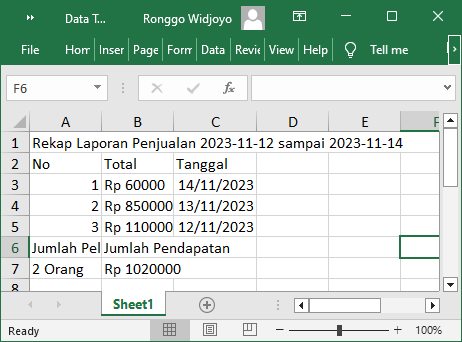 Data T... Ronggo Widjoyo
File Hom Inser Page Form Data Revie View Help Tell me
F6 fx
A B C D E F
1 Rekap Laporan Penjualan 2023-11-12 sampai 2023-11-14
2 No Total Tanggal
3 1 Rp 60000 14/11/2023
4 2 Rp 850000 13/11/2023
5 3 Rp 110000 12/11/2023
6 Jumlah Pel Jumlah Pendapatan
7 2 Orang Rp 1020000
8
Sheet1
Ready 100%